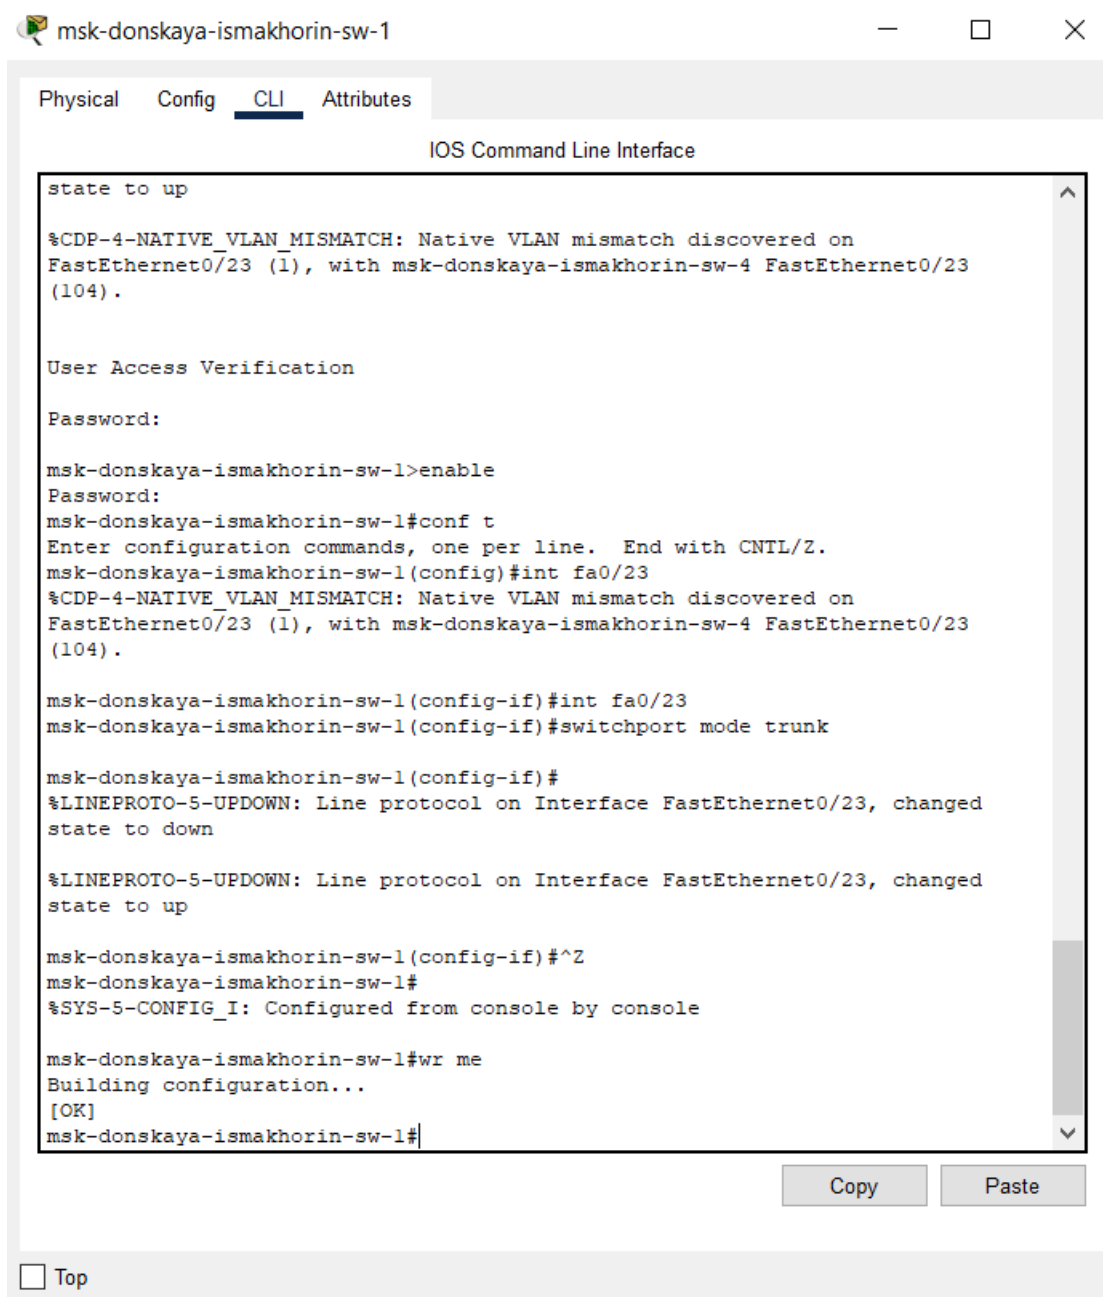 msk-donskaya-ismakhorin-sw-1
Physical Config CLI Attributes
IOS Command Line Interface
state to up
%CDP-4-NATIVE_VLAN_MISMATCH: Native VLAN mismatch discovered on
FastEthernet0/23 (1), with msk-donskaya-ismakhorin-sw-4 FastEthernet0/23
(104).
User Access Verification
Password:
msk-donskaya-ismakhorin-sw-1>enable
Password:
msk-donskaya-ismakhorin-sw-1#conf t
Enter configuration commands, one per line.  End with CNTL/Z.
msk-donskaya-ismakhorin-sw-1(config)#int fa0/23
%CDP-4-NATIVE_VLAN_MISMATCH: Native VLAN mismatch discovered on
FastEthernet0/23 (1), with msk-donskaya-ismakhorin-sw-4 FastEthernet0/23
(104).
msk-donskaya-ismakhorin-sw-1(config-if)#int fa0/23
msk-donskaya-ismakhorin-sw-1(config-if)#switchport mode trunk
msk-donskaya-ismakhorin-sw-1(config-if)#
%LINEPROTO-5-UPDOWN: Line protocol on Interface FastEthernet0/23, changed
state to down
%LINEPROTO-5-UPDOWN: Line protocol on Interface FastEthernet0/23, changed
state to up
msk-donskaya-ismakhorin-sw-1(config-if)#^Z
msk-donskaya-ismakhorin-sw-1#
%SYS-5-CONFIG_I: Configured from console by console
msk-donskaya-ismakhorin-sw-1#wr me
Building configuration...
[OK]
msk-donskaya-ismakhorin-sw-1#
Copy Paste
Top